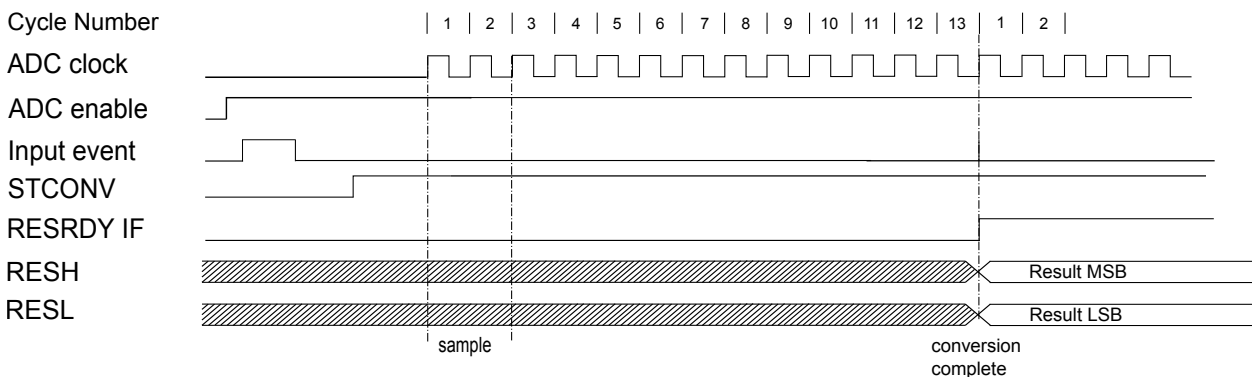 Cycle Number 1 2 3 4 5 6 7 8 9 10 11 12 13 1 2
ADC clock
ADC enable
Input event
STCONV
RESRDY IF
RESH Result MSB
RESL Result LSB
sample conversion
complete